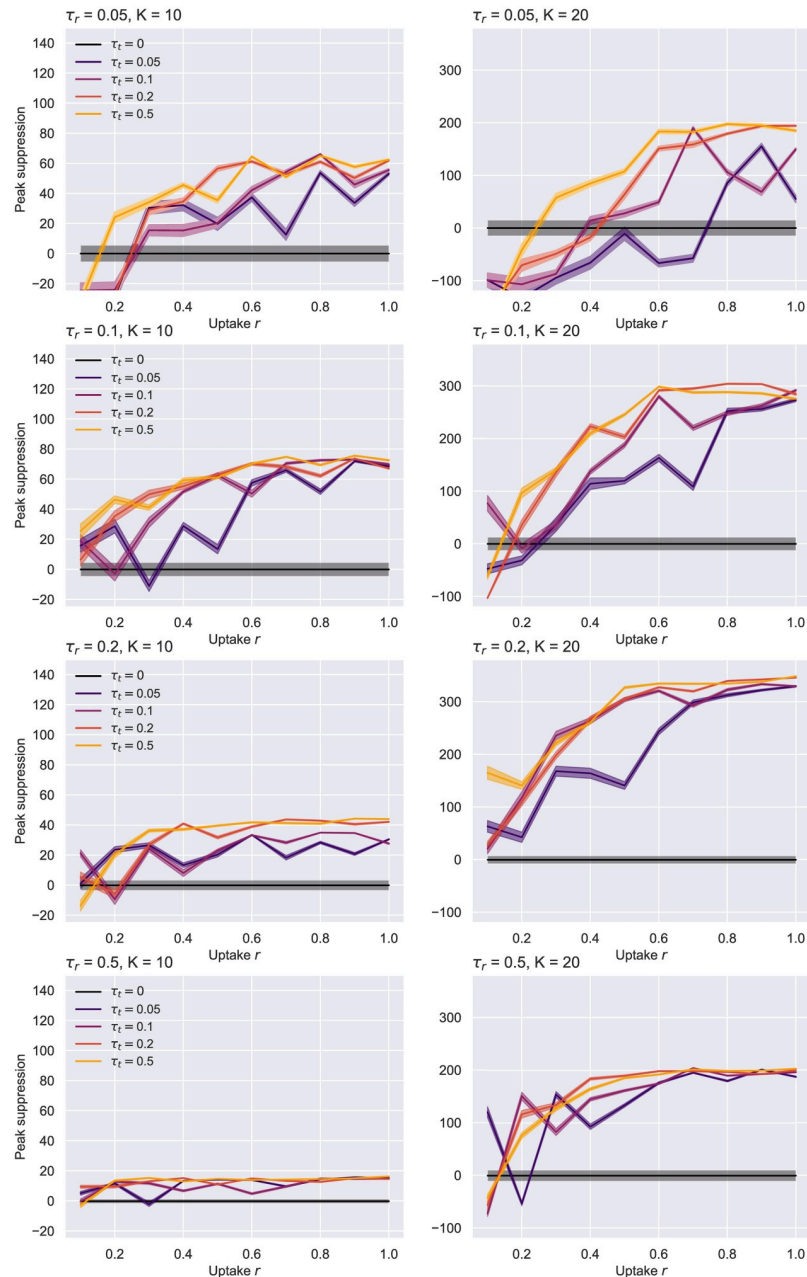 τr = 0.05, K = 10
140
120
100
80
60
40
20
0
−20
Peak suppression
τt = 0
τt = 0.05
τt = 0.1
τt = 0.2
τt = 0.5
0.2 0.4 0.6 0.8 1.0
Uptake r
τr = 0.05, K = 20
300
200
100
0
−100
0.2 0.4 0.6 0.8 1.0
Uptake r
τr = 0.1, K = 10
140
120
100
80
60
40
20
0
−20
Peak suppression
τt = 0
τt = 0.05
τt = 0.1
τt = 0.2
τt = 0.5
0.2 0.4 0.6 0.8 1.0
Uptake r
τr = 0.1, K = 20
300
200
100
0
−100
0.2 0.4 0.6 0.8 1.0
Uptake r
τr = 0.2, K = 10
140
120
100
80
60
40
20
0
−20
Peak suppression
τt = 0
τt = 0.05
τt = 0.1
τt = 0.2
τt = 0.5
0.2 0.4 0.6 0.8 1.0
Uptake r
τr = 0.2, K = 20
300
200
100
0
−100
0.2 0.4 0.6 0.8 1.0
Uptake r
τr = 0.5, K = 10
140
120
100
80
60
40
20
0
−20
Peak suppression
τt = 0
τt = 0.05
τt = 0.1
τt = 0.2
τt = 0.5
0.2 0.4 0.6 0.8 1.0
Uptake r
τr = 0.5, K = 20
300
200
100
0
−100
0.2 0.4 0.6 0.8 1.0
Uptake r